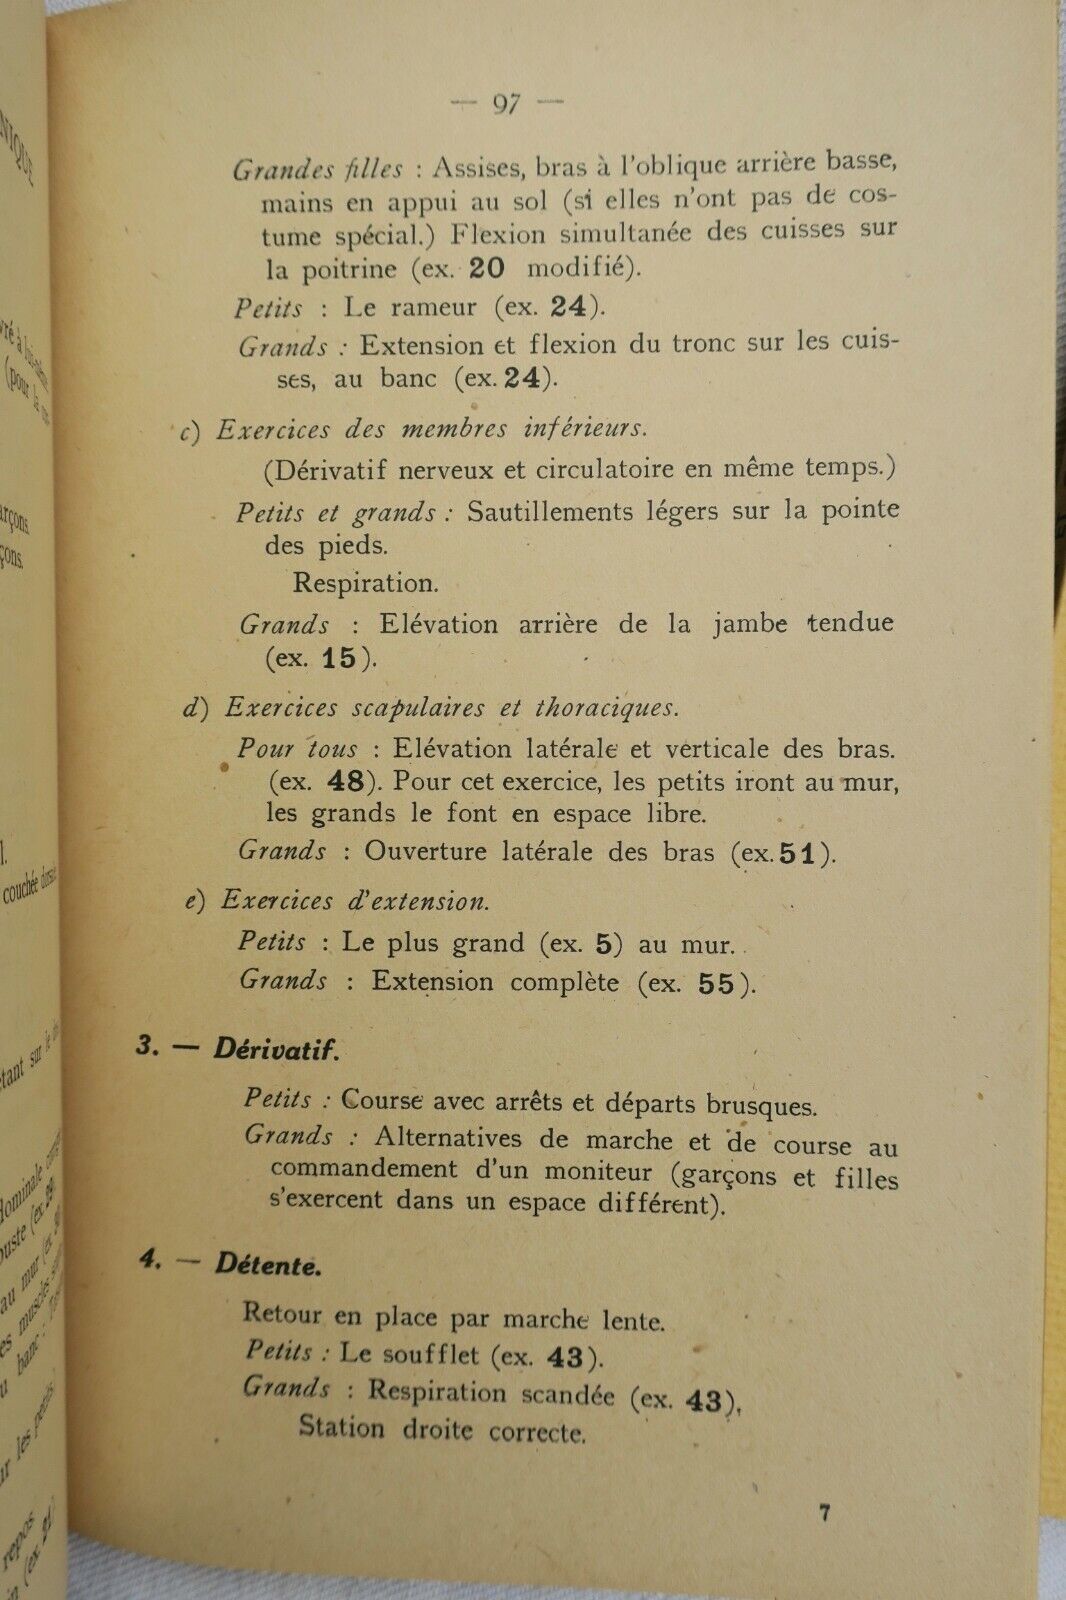 — 97 —
Grandes filles : Assises, bras à l'oblique arrière basse,
mains en appui au sol (si elles n'ont pas de cos-
tume spécial.) Flexion simultanée des cuisses sur
la poitrine (ex. 20 modifié).
Petits : Le rameur (ex. 24).
Grands : Extension et flexion du tronc sur les cuis-
ses, au banc (ex. 24).
c) Exercices des membres inférieurs.
(Dérivatif nerveux et circulatoire en même temps.)
Petits et grands : Sautillements légers sur la pointe
des pieds.
Respiration.
Grands : Elévation arrière de la jambe tendue
(ex. 15).
d) Exercices scapulaires et thoraciques.
Pour tous : Elévation latérale et verticale des bras.
(ex. 48). Pour cet exercice, les petits iront au mur,
les grands le font en espace libre.
Grands : Ouverture latérale des bras (ex. 51).
e) Exercices d'extension.
Petits : Le plus grand (ex. 5) au mur.
Grands : Extension complète (ex. 55).
3. — Dérivatif.
Petits : Course avec arrêts et départs brusques.
Grands : Alternatives de marche et de course au
commandement d'un moniteur (garçons et filles
s'exercent dans un espace différent).
4. — Détente.
Retour en place par marche lente.
Petits : Le soufflet (ex. 43).
Grands : Respiration scandée (ex. 43),
Station droite correcte.
7